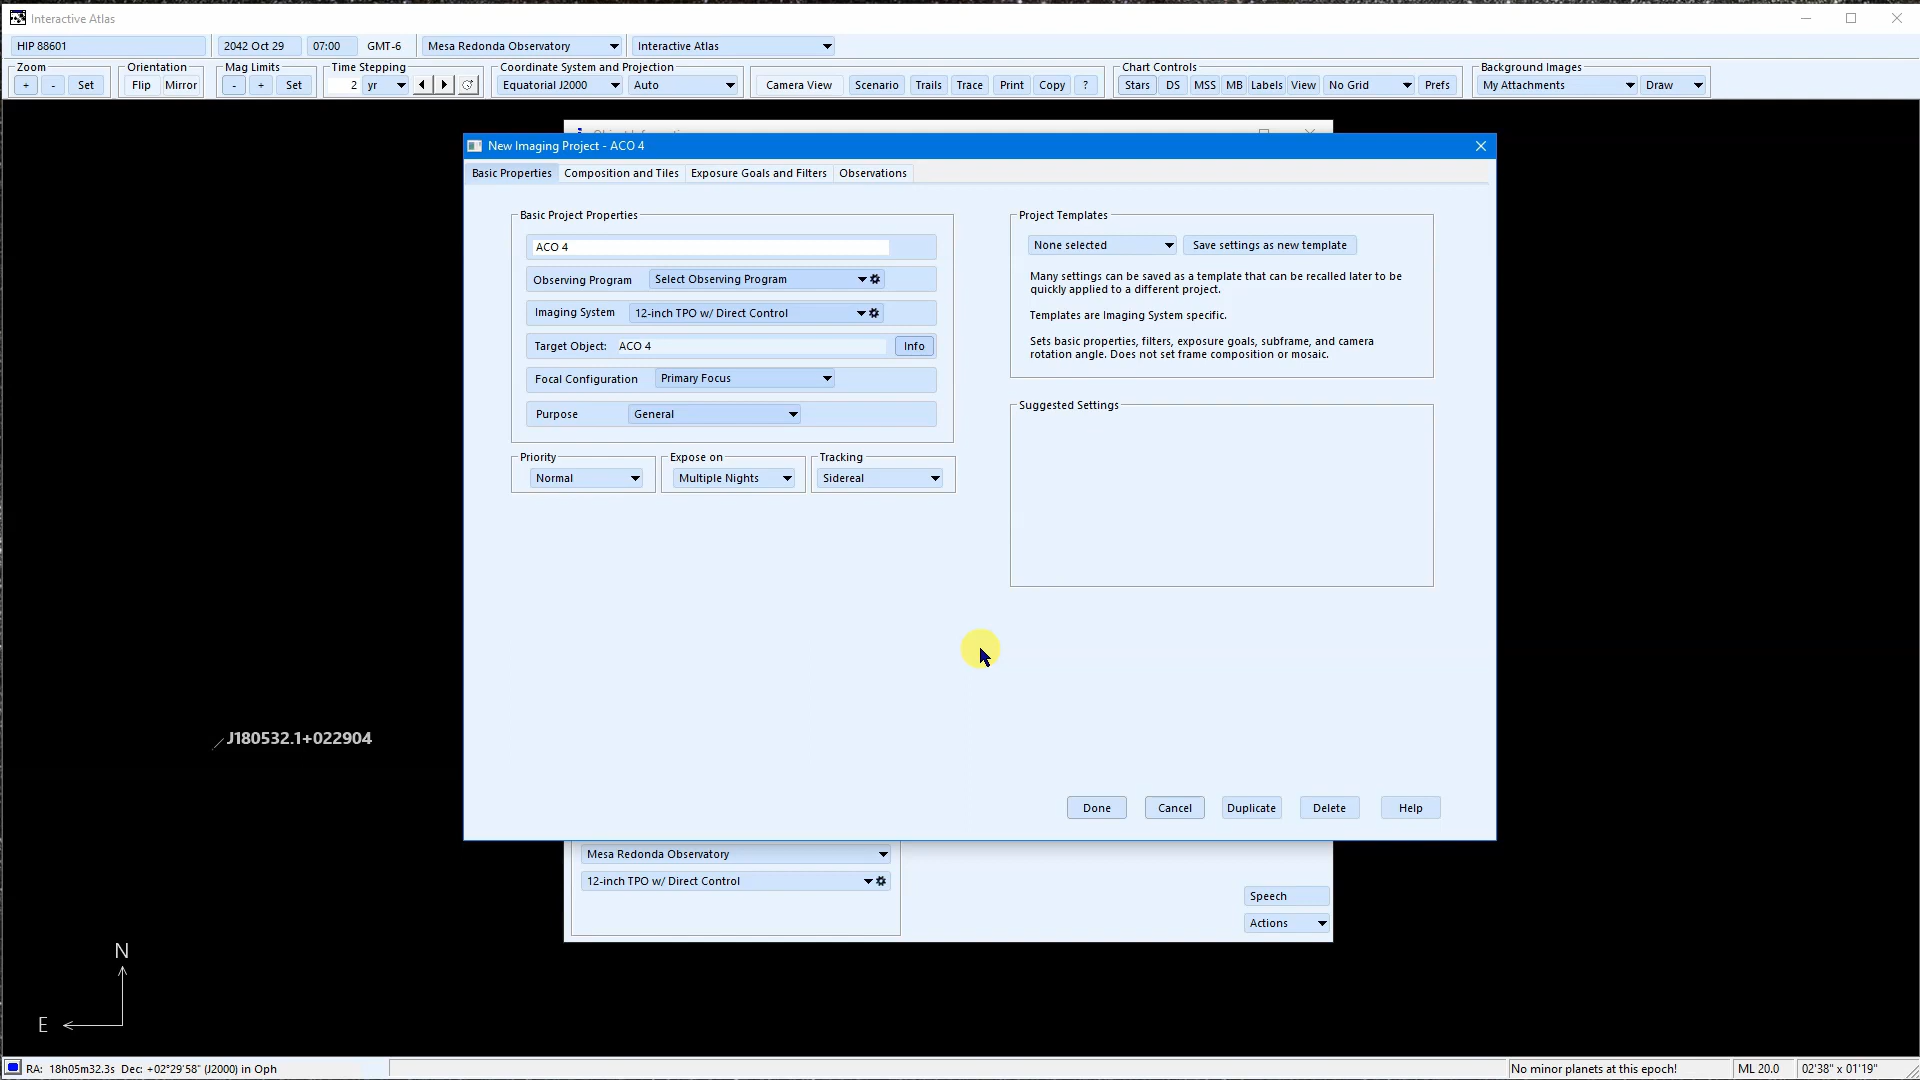 Interactive Atlas
HIP 88601
2042 Oct 29
07:00
GMT-6
Mesa Redonda Observatory
Interactive Atlas
Zoom
Orientation
Mag Limits
Time Stepping
Coordinate System and Projection
Chart Controls
Background Images
+
-
Set
Flip
Mirror
-
+
Set
2
yr
Equatorial J2000
Auto
Camera View
Scenario
Trails
Trace
Print
Copy
?
Stars
DS
MSS
MB
Labels
View
No Grid
Prefs
My Attachments
Draw
New Imaging Project - ACO 4
Basic Properties
Composition and Tiles
Exposure Goals and Filters
Observations
Basic Project Properties
ACO 4
Observing Program
Select Observing Program
Imaging System
12-inch TPO w/ Direct Control
Target Object:
ACO 4
Info
Focal Configuration
Primary Focus
Purpose
General
Priority
Normal
Expose on
Multiple Nights
Tracking
Sidereal
Project Templates
None selected
Save settings as new template
Many settings can be saved as a template that can be recalled later to be
quickly applied to a different project.
Templates are Imaging System specific.
Sets basic properties, filters, exposure goals, subframe, and camera
rotation angle. Does not set frame composition or mosaic.
Suggested Settings
J180532.1+022904
Done
Cancel
Duplicate
Delete
Help
Mesa Redonda Observatory
12-inch TPO w/ Direct Control
Speech
Actions
N
E
RA: 18h05m32.3s Dec: +02°29'58" (J2000) in Oph
No minor planets at this epoch!
ML 20.0
02'38" x 01'19"